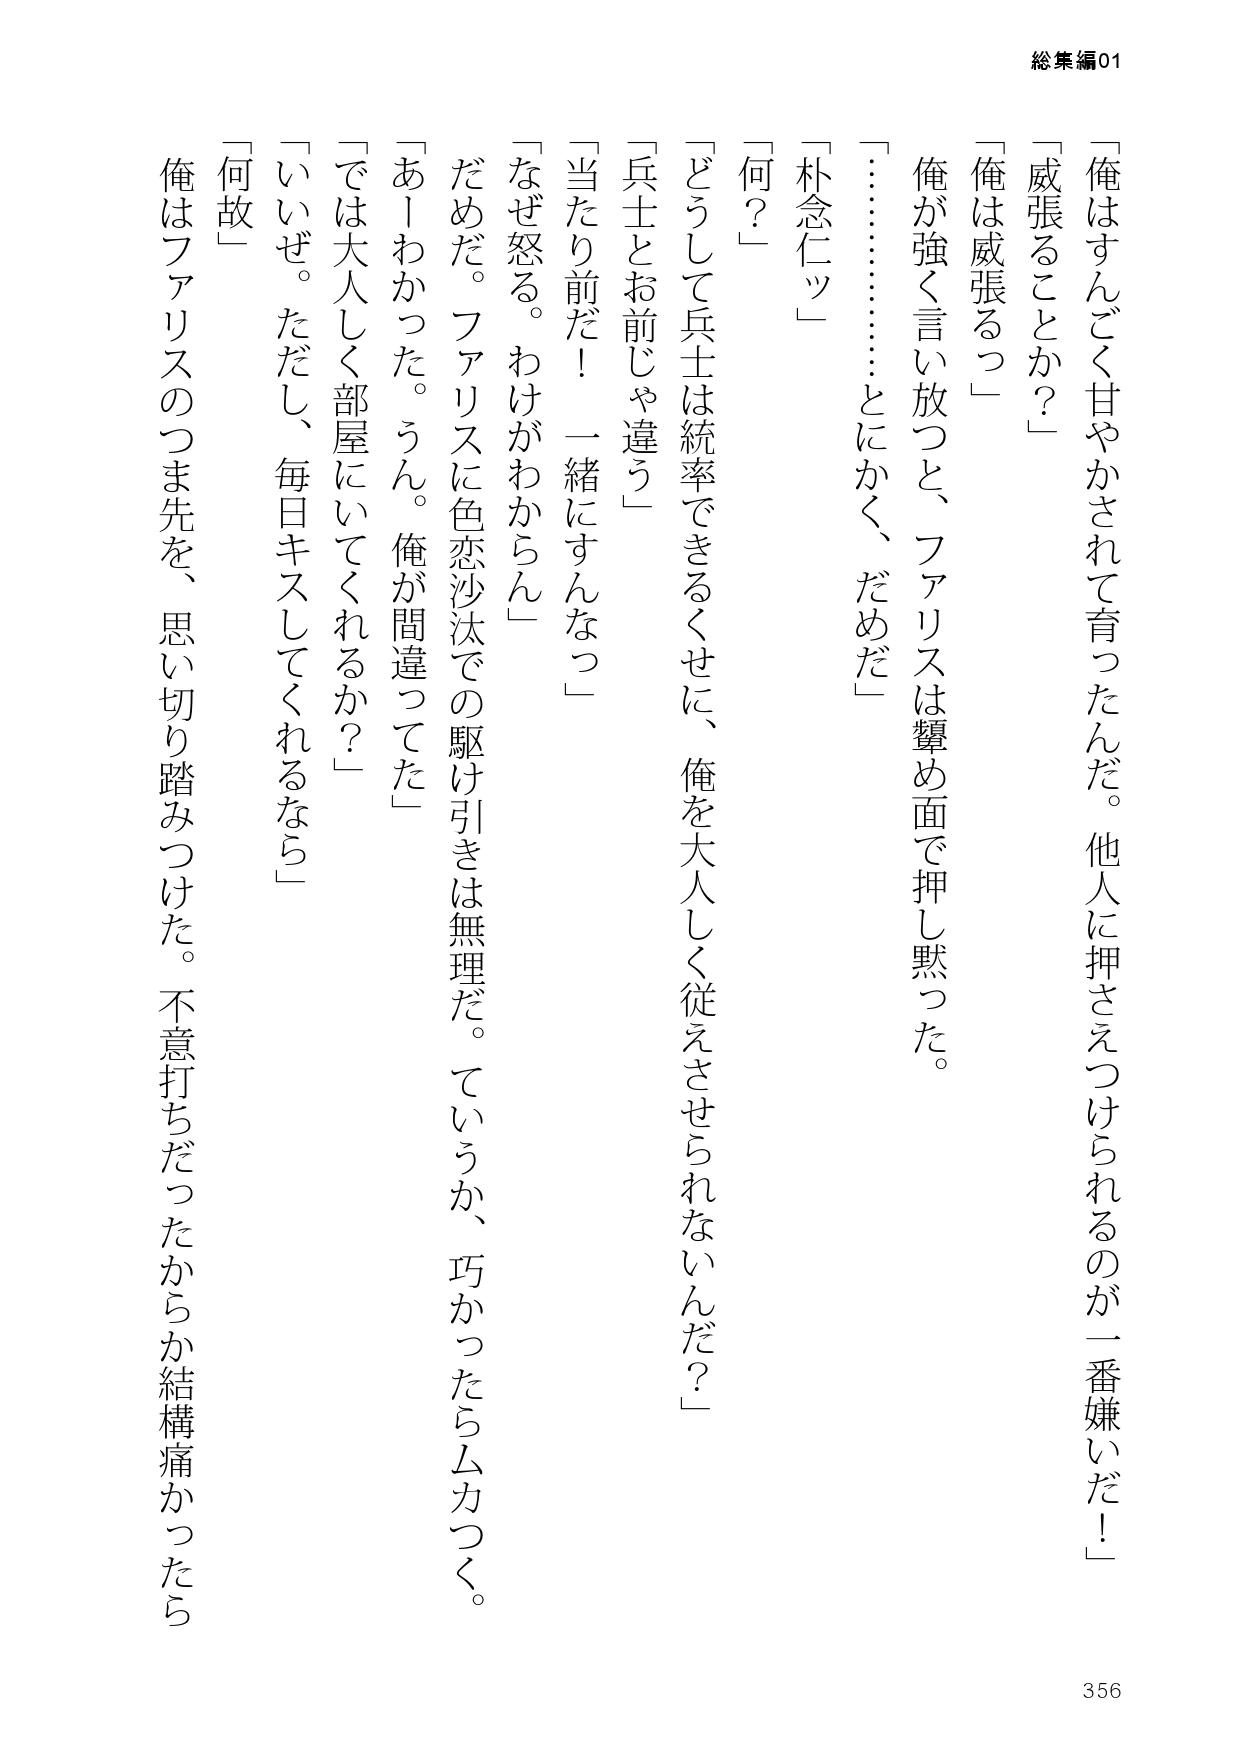 総集編01
「俺はすんごく甘やかされて育ったんだ。他人に押さえつけられるのが一番嫌いだ！」
「威張ることか？」
「俺は威張るっ」
　俺が強く言い放つと、ファリスは顰め面で押し黙った。
「……………とにかく、だめだ」
「朴念仁ッ」
「何？」
「どうして兵士は統率できるくせに、俺を大人しく従えさせられないんだ？」
「兵士とお前じゃ違う」
「当たり前だ！　一緒にすんなっ」
「なぜ怒る。わけがわからん」
　だめだ。ファリスに色恋沙汰での駆け引きは無理だ。ていうか、巧かったらムカつく。
「あーわかった。うん。俺が間違ってた」
「では大人しく部屋にいてくれるか？」
「いいぜ。ただし、毎日キスしてくれるなら」
「何故」
　俺はファリスのつま先を、思い切り踏みつけた。不意打ちだったからか結構痛かったら
356